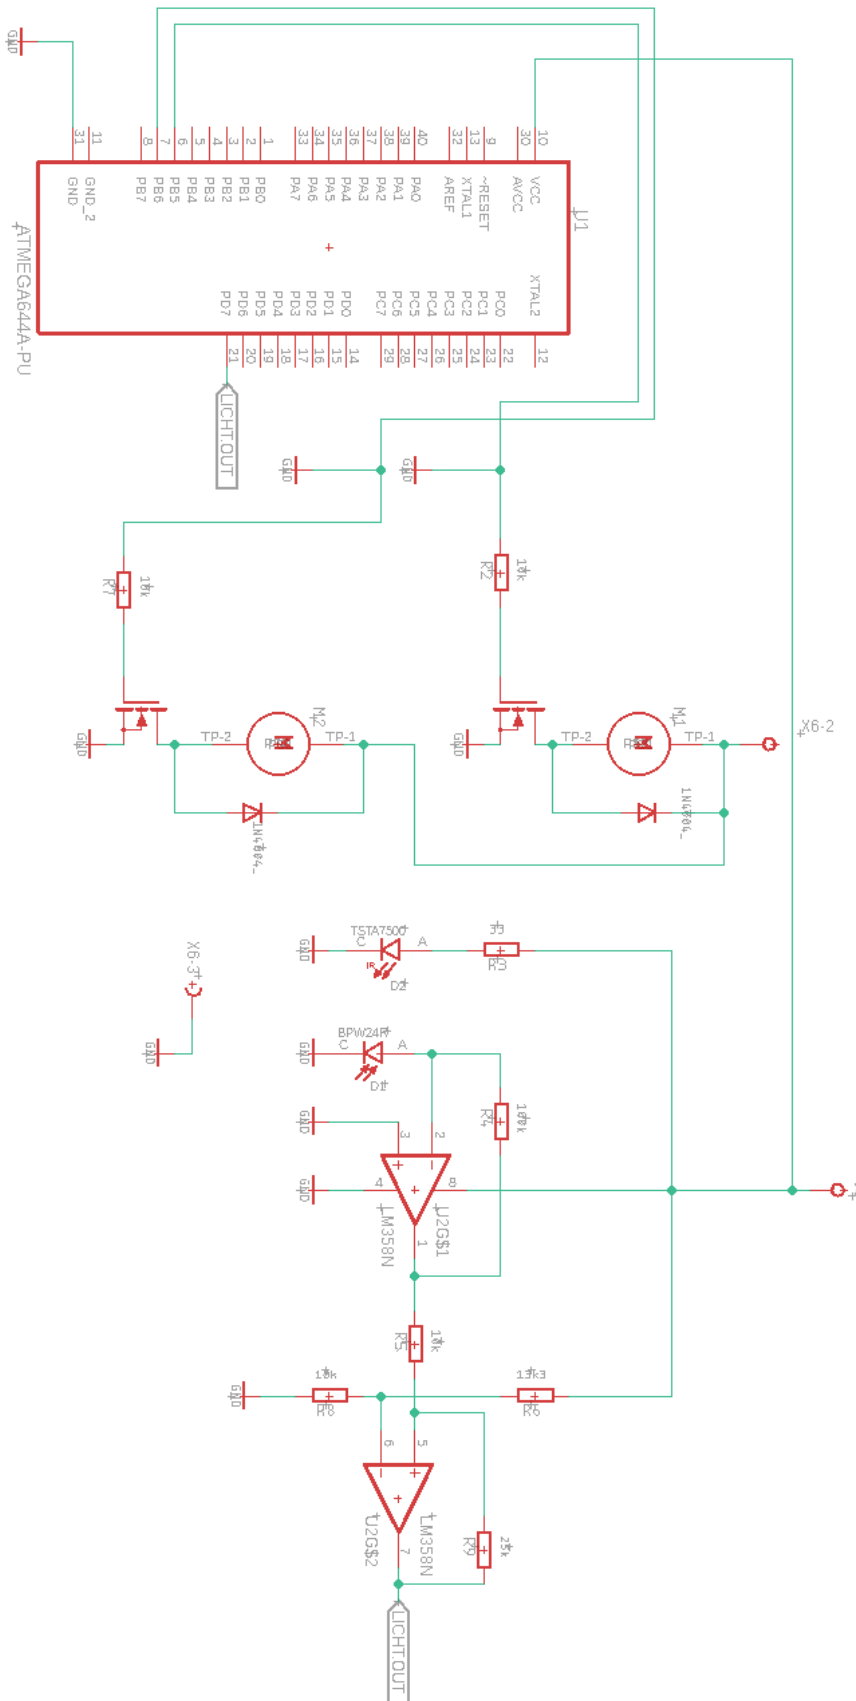 GND
31
11
8
7
6
5
4
3
2
1
33
34
35
36
37
38
39
40
32
13
9
30
10
GND
GND_2
PB7
PB6
PB5
PB4
PB3
PB2
PB1
PB0
PA7
PA6
PA5
PA4
PA3
PA2
PA1
PA0
AREF
XTAL1
~RESET
AVCC
VCC
U1
ATMEGA644A-PU
PD7
PD6
PD5
PD4
PD3
PD2
PD1
PD0
PC7
PC6
PC5
PC4
PC3
PC2
PC1
PC0
XTAL2
21
20
19
18
17
16
15
14
29
28
27
26
25
24
23
22
12
LICHT.OUT
GND
GND
R7
10k
R2
10k
GND
TP-2
M2
M
TP-1
GND
TP-2
M1
M
TP-1
X6-2
1N4004_
1N4004_
X6-3
GND
GND
TSTA7500
C
A
IR
D2
33
R3
GND
BPW24R
C
A
D1
R4
100k
GND
3
2
GND
4
8
LM358N
U2G$1
1
R5
10k
GND
R8
13k3
R6
6
5
U2G$2
LM358N
7
R9
25k
LICHT.OUT